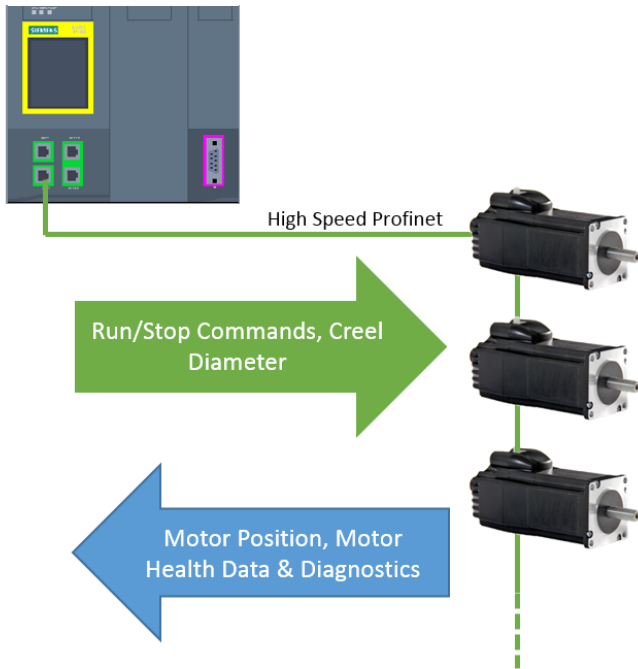 SIEMENS
High Speed Profinet
Run/Stop Commands, Creel
Diameter
Motor Position, Motor
Health Data & Diagnostics